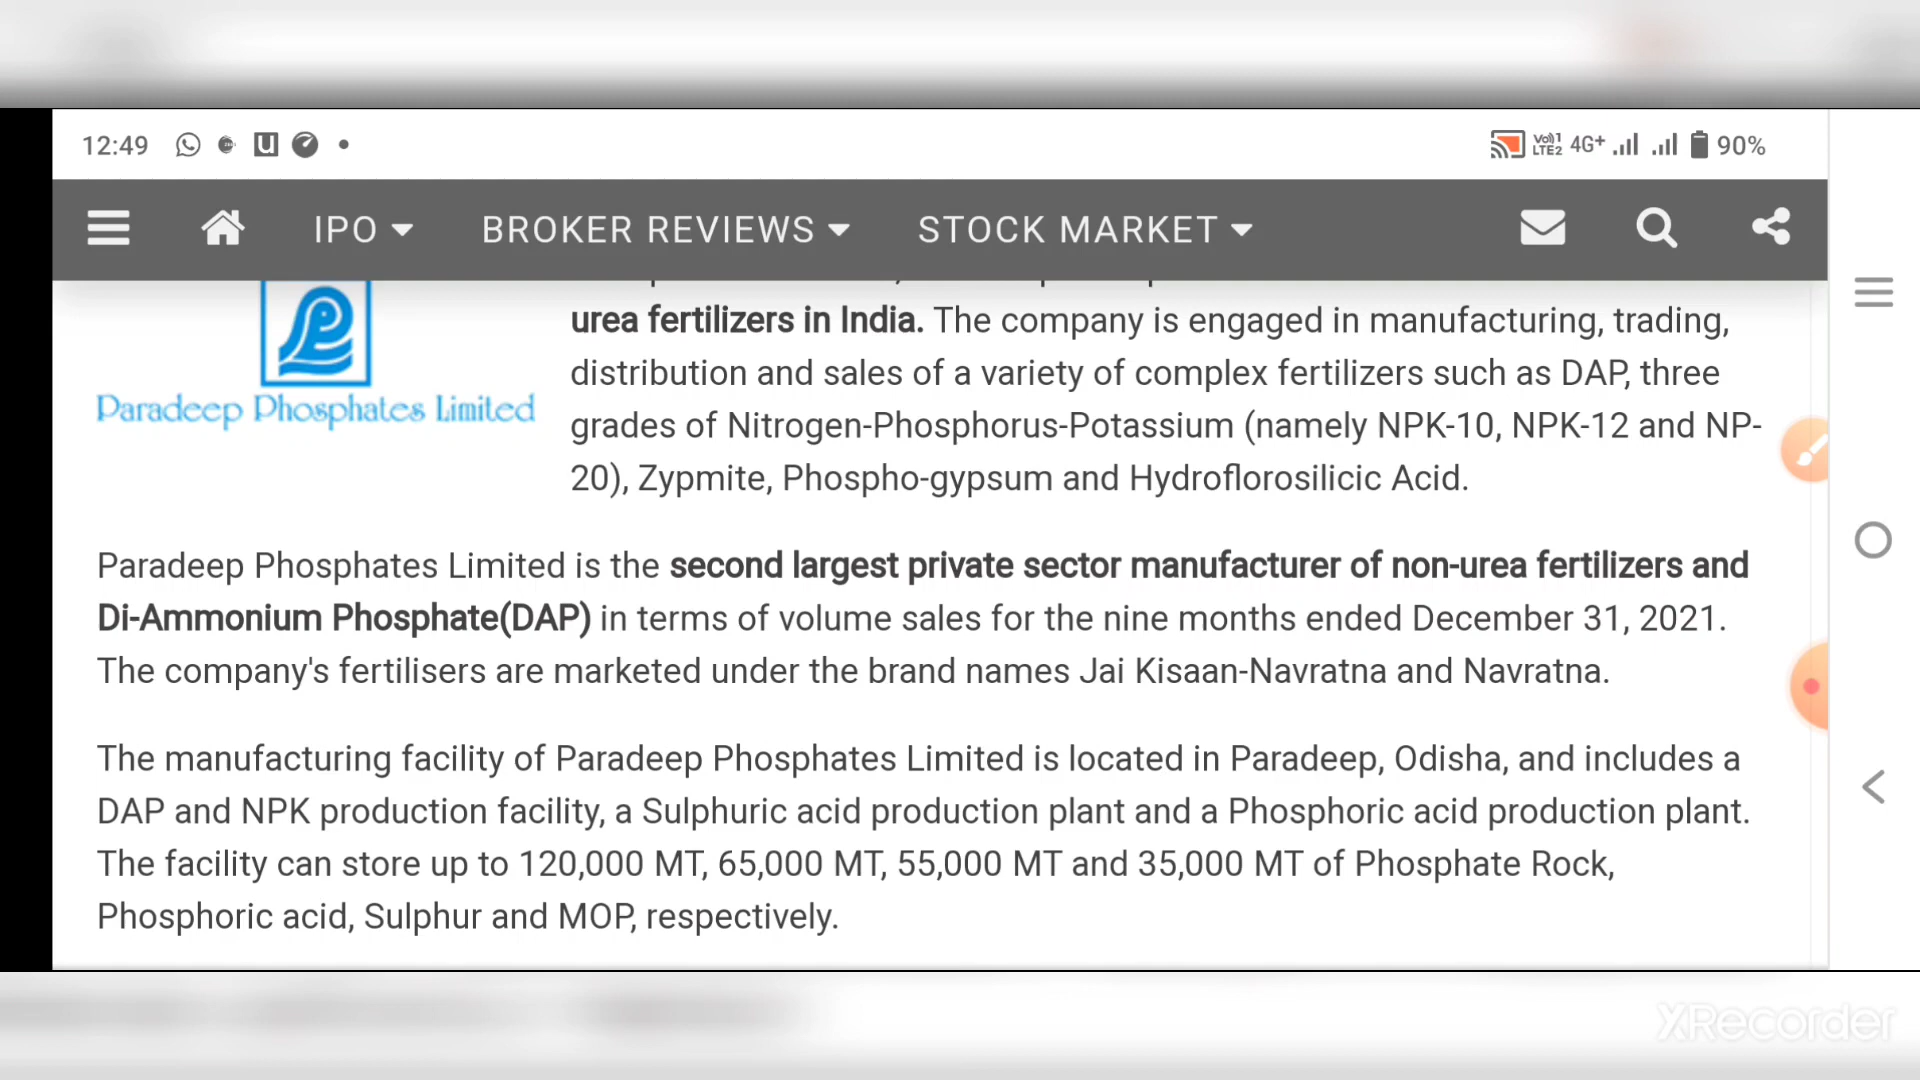 12:49
Vo)) 1 LTE2 4G+ 90%
IPO BROKER REVIEWS STOCK MARKET
Paradeep Phosphates Limited
urea fertilizers in India. The company is engaged in manufacturing, trading,
distribution and sales of a variety of complex fertilizers such as DAP, three
grades of Nitrogen-Phosphorus-Potassium (namely NPK-10, NPK-12 and NP-
20), Zypmite, Phospho-gypsum and Hydroflorosilicic Acid.
Paradeep Phosphates Limited is the second largest private sector manufacturer of non-urea fertilizers and
Di-Ammonium Phosphate(DAP) in terms of volume sales for the nine months ended December 31, 2021.
The company's fertilisers are marketed under the brand names Jai Kisaan-Navratna and Navratna.
The manufacturing facility of Paradeep Phosphates Limited is located in Paradeep, Odisha, and includes a
DAP and NPK production facility, a Sulphuric acid production plant and a Phosphoric acid production plant.
The facility can store up to 120,000 MT, 65,000 MT, 55,000 MT and 35,000 MT of Phosphate Rock,
Phosphoric acid, Sulphur and MOP, respectively.
XRecorder